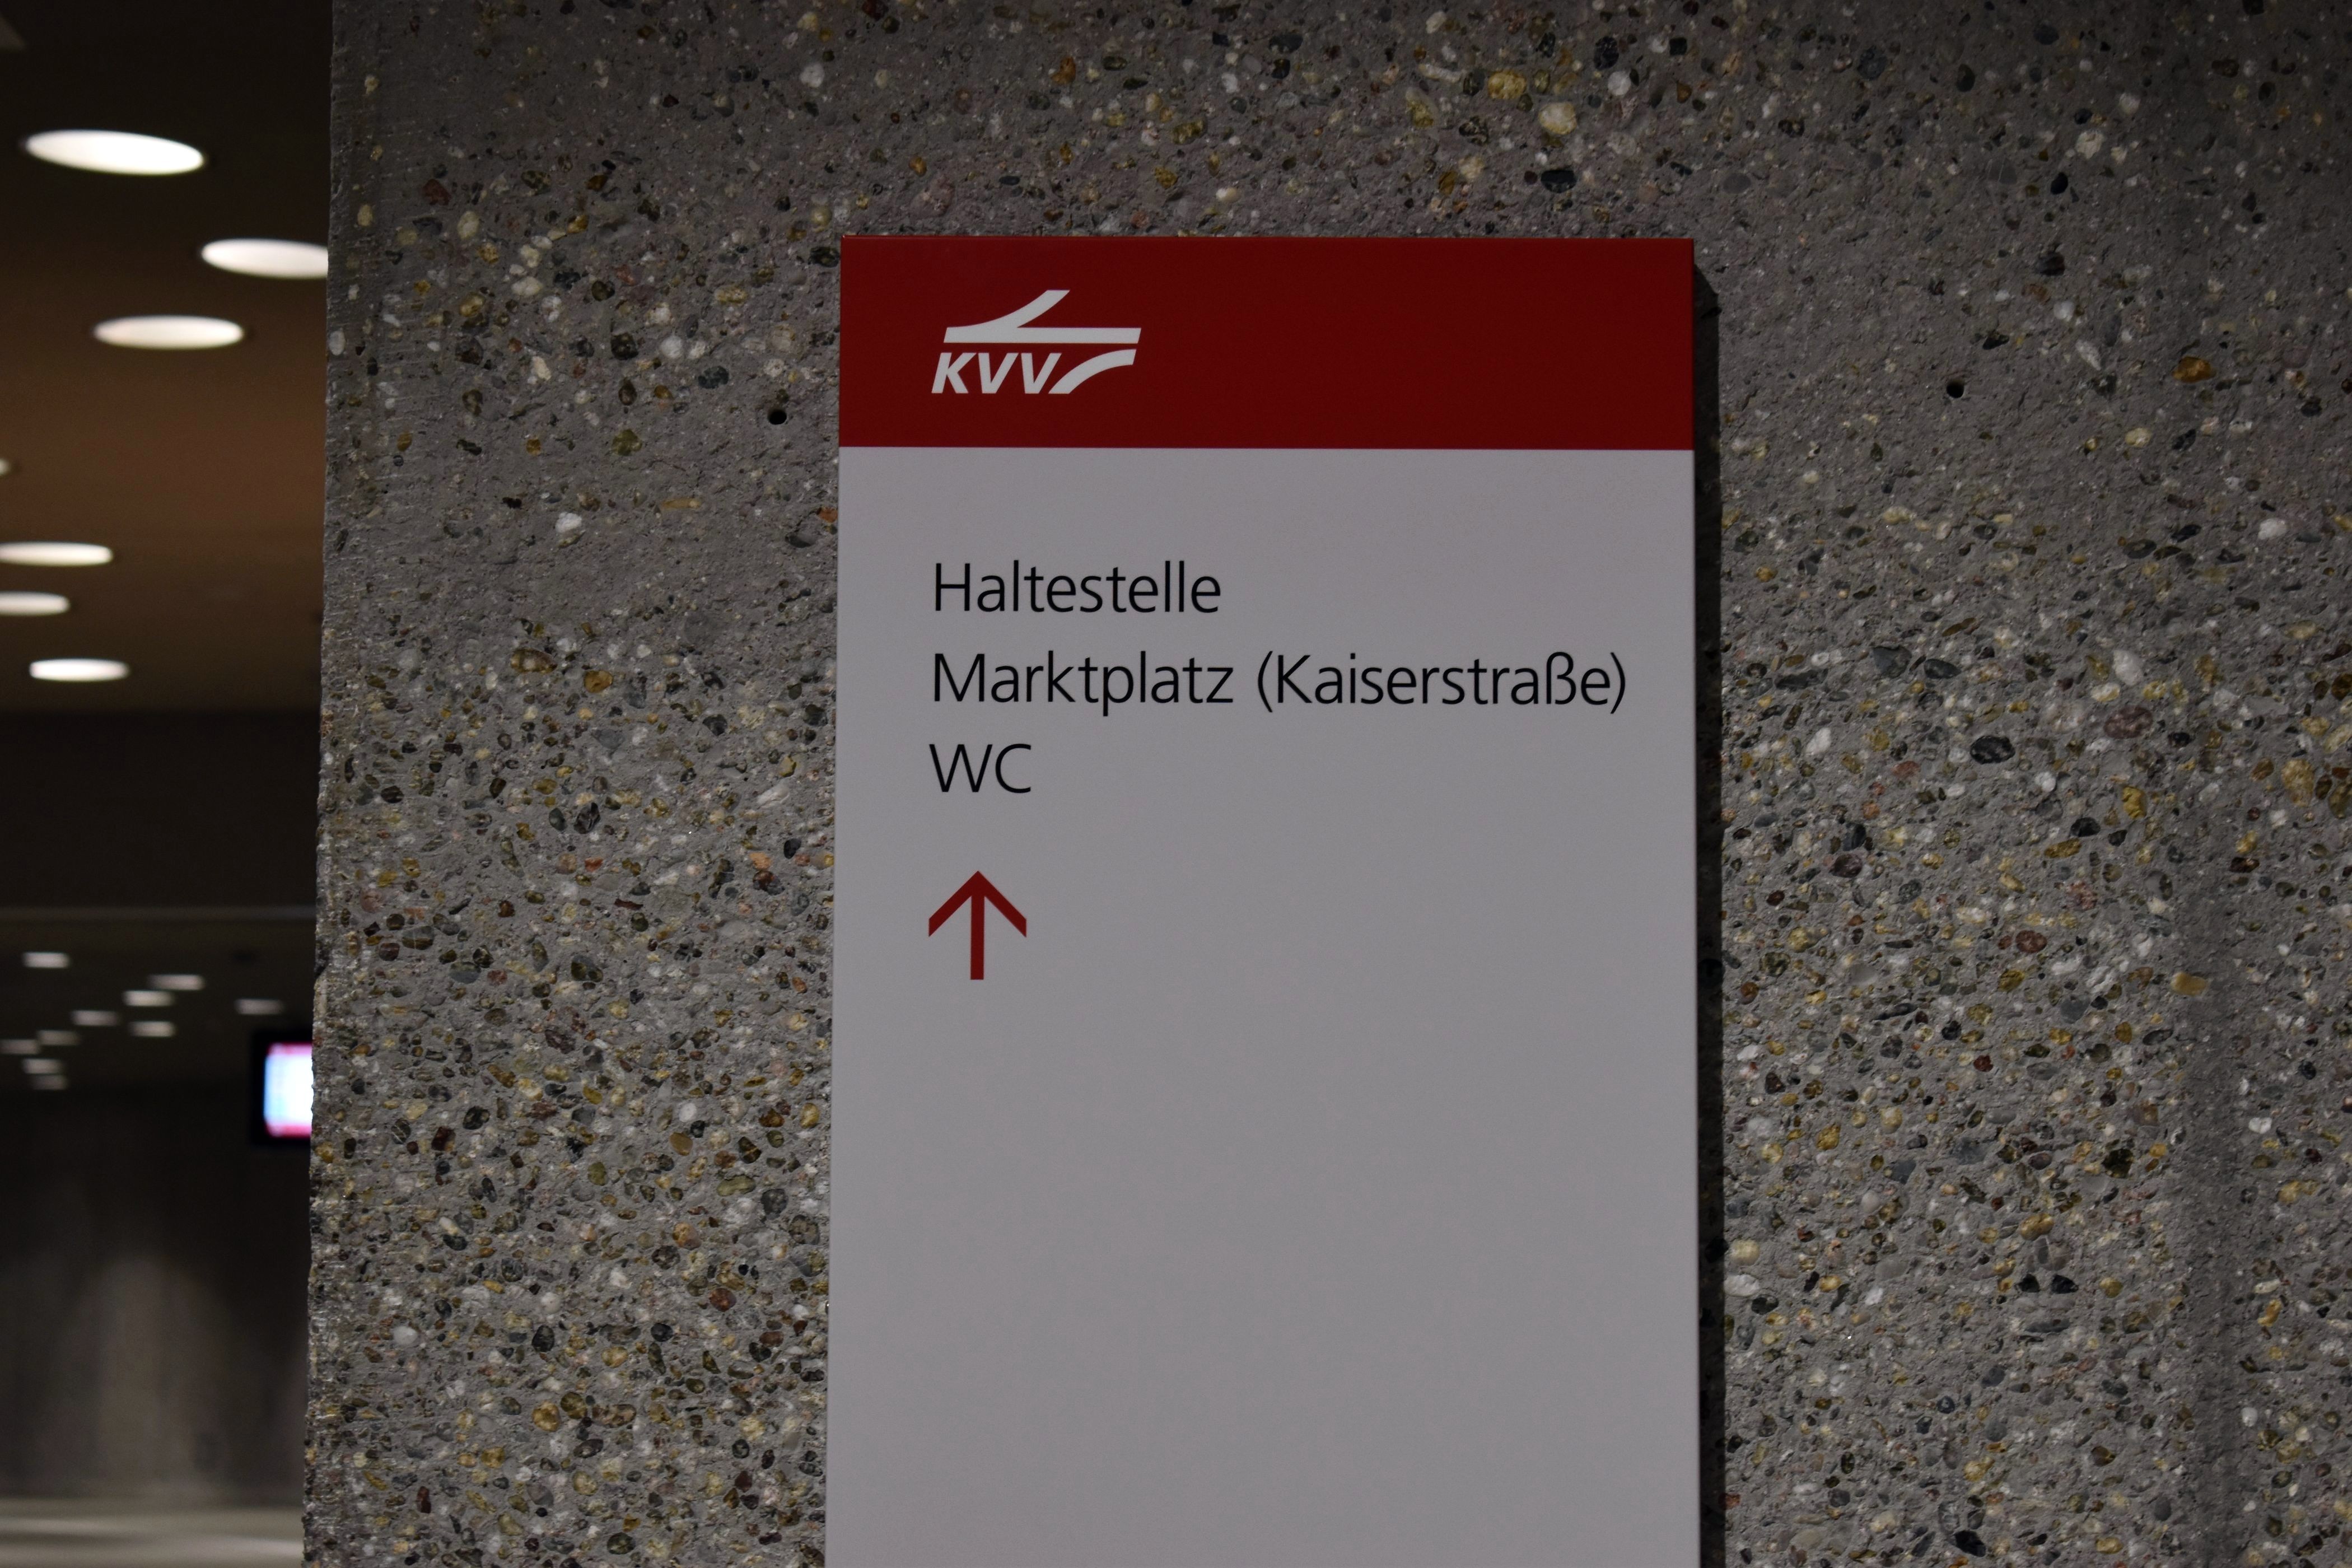 KVV
Haltestelle
Marktplatz (Kaiserstraße)
WC